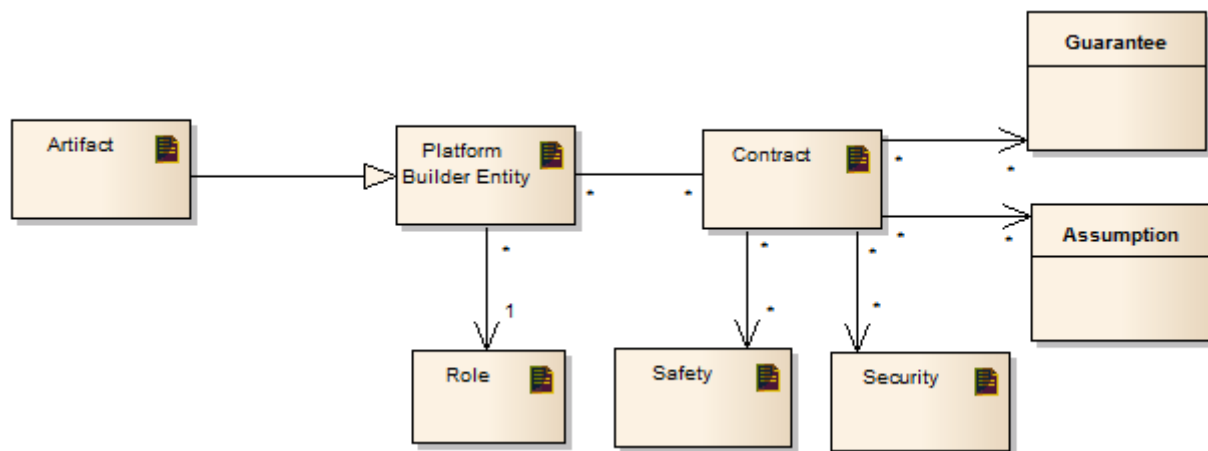 Guarantee
Artifact
Platform
Builder Entity
Contract
*
*
*
*
*
*
Assumption
*
1
*
*
*
*
Role
Safety
Security